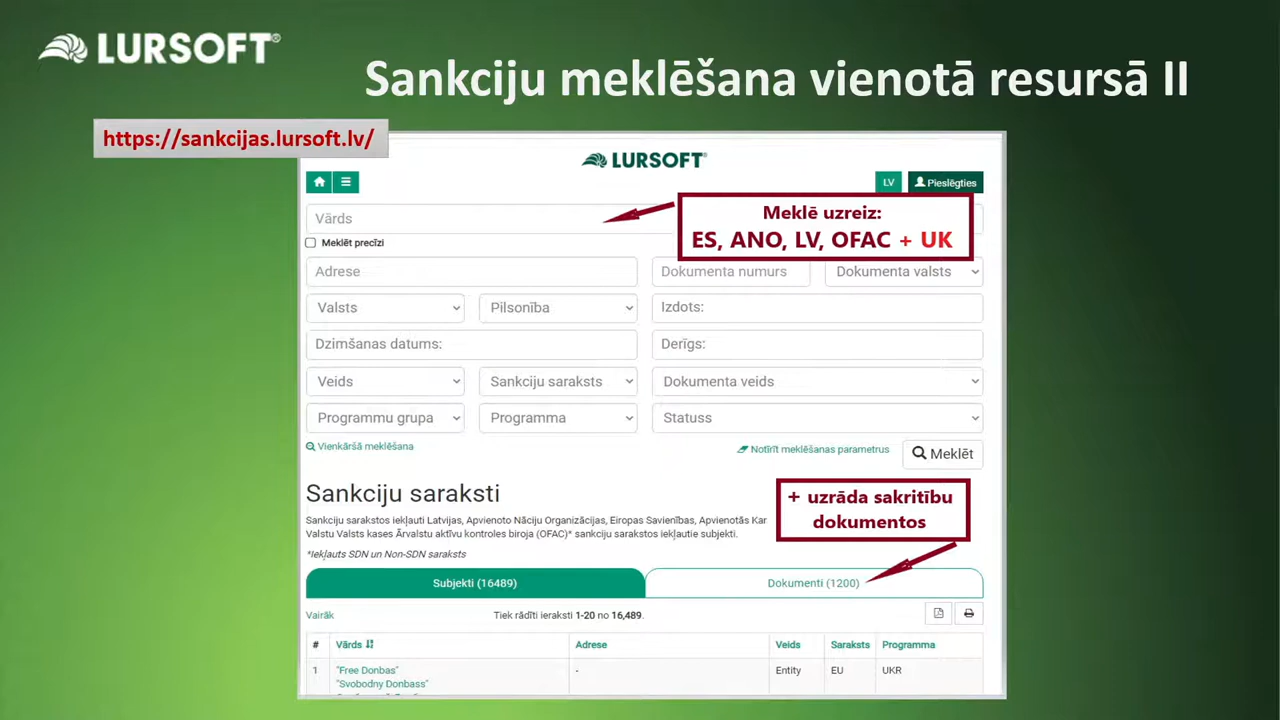 LURSOFT
Sankciju meklēšana vienotā resursā II
https://sankcijas.lursoft.lv/
LURSOFT
LV
Pieslēgties
Vārds
Meklē uzreiz:
ES, ANO, LV, OFAC + UK
Meklēt precīzi
Adrese
Dokumenta numurs
Dokumenta valsts
Valsts
Pilsonība
Izdots:
Dzimšanas datums:
Derīgs:
Veids
Sankciju saraksts
Dokumenta veids
Programmu grupa
Programma
Statuss
Vienkāršā meklēšana
Notīrīt meklēšanas parametrus
Meklēt
Sankciju saraksti
+ uzrāda sakritību
dokumentos
Sankciju sarakstos iekļauti Latvijas, Apvienoto Nāciju Organizācijas, Eiropas Savienības, Apvienotās Kar
Valstu Valsts kases Ārvalstu aktīvu kontroles biroja (OFAC)* sankciju sarakstos iekļautie subjekti.
*Iekļauts SDN un Non-SDN saraksts
Subjekti (16489)
Dokumenti (1200)
Vairāk
Tiek rādīti ieraksti 1-20 no 16,489.
# Vārds Adrese Veids Saraksts Programma
1 "Free Donbas" - Entity EU UKR
"Svobodny Donbass"